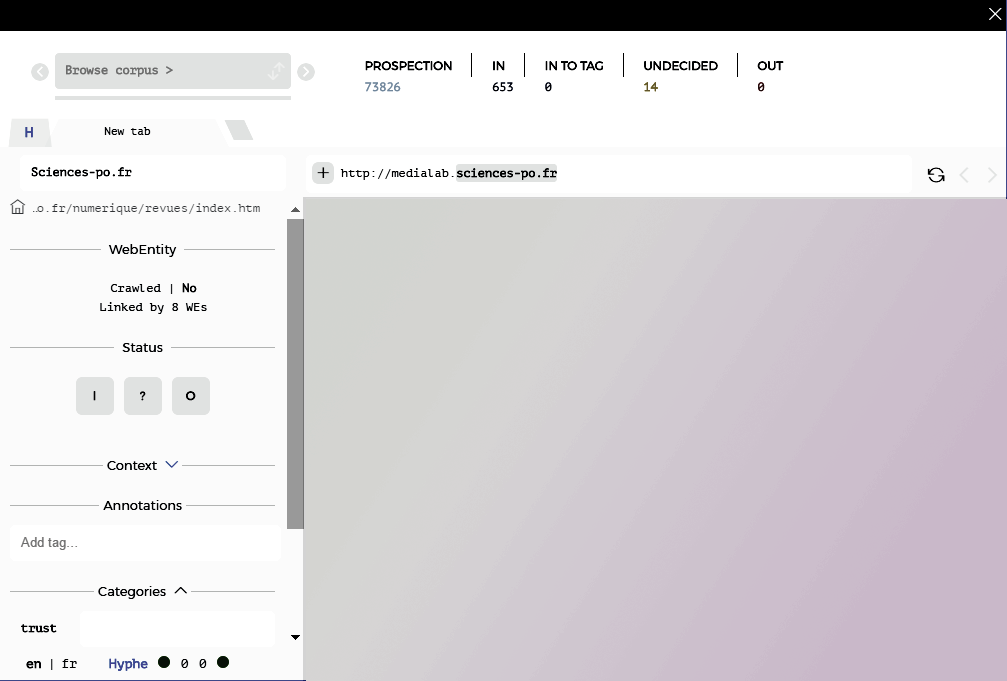 Browse corpus >
PROSPECTION IN IN TO TAG UNDECIDED OUT
73826 653 0 14 0
H New tab
Sciences-po.fr
http://medialab.sciences-po.fr
…o.fr/numerique/revues/index.htm
WebEntity
Crawled | No
Linked by 8 WEs
Status
I ? O
Context
Annotations
Add tag...
Categories
trust
en | fr Hyphe 0 0